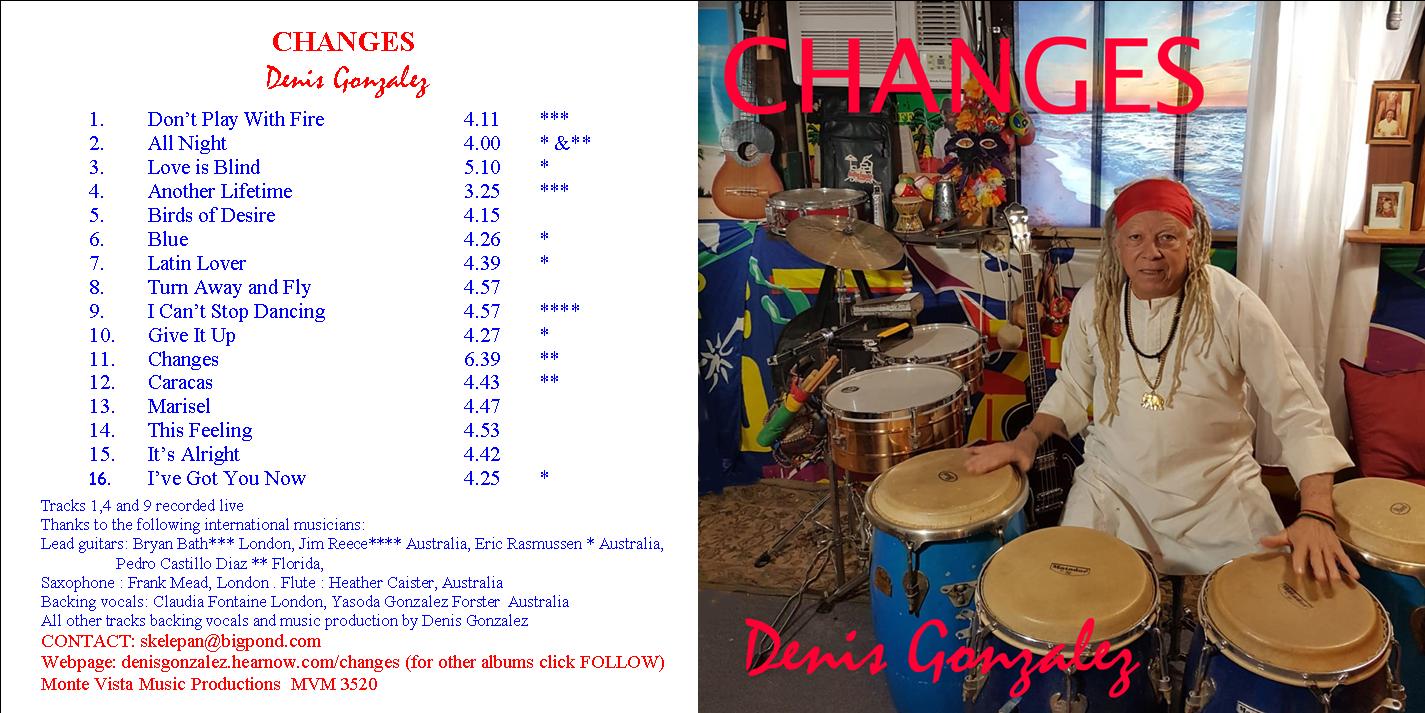 CHANGES
Denis Gonzalez
1. Don't Play With Fire 4.11 ***
2. All Night 4.00 * &**
3. Love is Blind 5.10 *
4. Another Lifetime 3.25 ***
5. Birds of Desire 4.15
6. Blue 4.26 *
7. Latin Lover 4.39 *
8. Turn Away and Fly 4.57
9. I Can't Stop Dancing 4.57 ****
10. Give It Up 4.27 *
11. Changes 6.39 **
12. Caracas 4.43 **
13. Marisel 4.47
14. This Feeling 4.53
15. It's Alright 4.42
16. I've Got You Now 4.25 *
Tracks 1,4 and 9 recorded live
Thanks to the following international musicians:
Lead guitars: Bryan Bath*** London, Jim Reece**** Australia, Eric Rasmussen * Australia,
Pedro Castillo Diaz ** Florida,
Saxophone : Frank Mead, London . Flute : Heather Caister, Australia
Backing vocals: Claudia Fontaine London, Yasoda Gonzalez Forster Australia
All other tracks backing vocals and music production by Denis Gonzalez
CONTACT: skelepan@bigpond.com
Webpage: denisgonzalez.hearnow.com/changes (for other albums click FOLLOW)
Monte Vista Music Productions MVM 3520
CHANGES
Matador
Denis Gonzalez